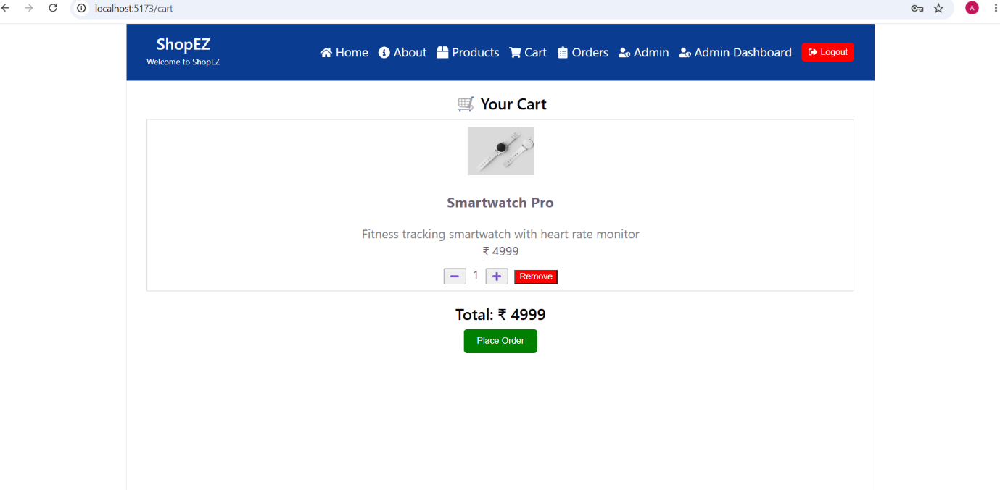 localhost:5173/cart
A
ShopEZ
Welcome to ShopEZ
Home About Products Cart Orders Admin Admin Dashboard Logout
Your Cart
Smartwatch Pro
Fitness tracking smartwatch with heart rate monitor
₹ 4999
1 Remove
Total: ₹ 4999
Place Order